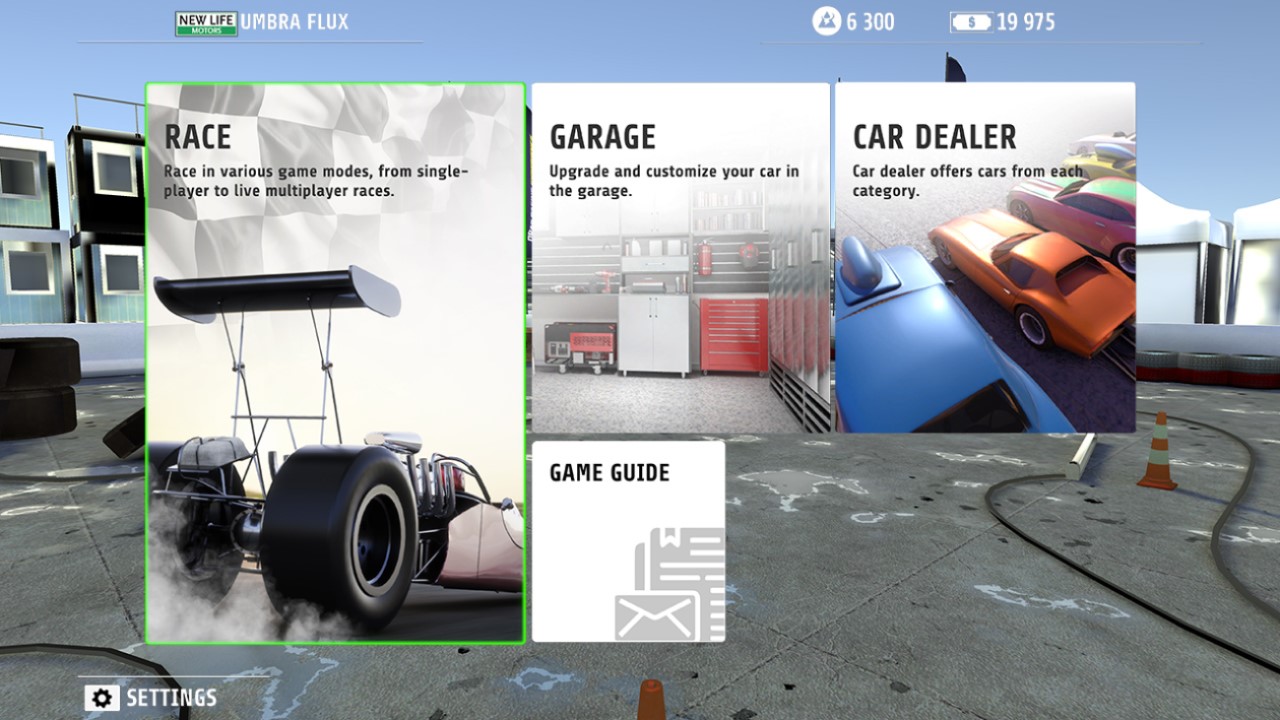 NEW LIFE
MOTORS
UMBRA FLUX
6 300
$
19 975
RACE
Race in various game modes, from single-
player to live multiplayer races.
GARAGE
Upgrade and customize your car in
the garage.
CAR DEALER
Car dealer offers cars from each
category.
GAME GUIDE
SETTINGS